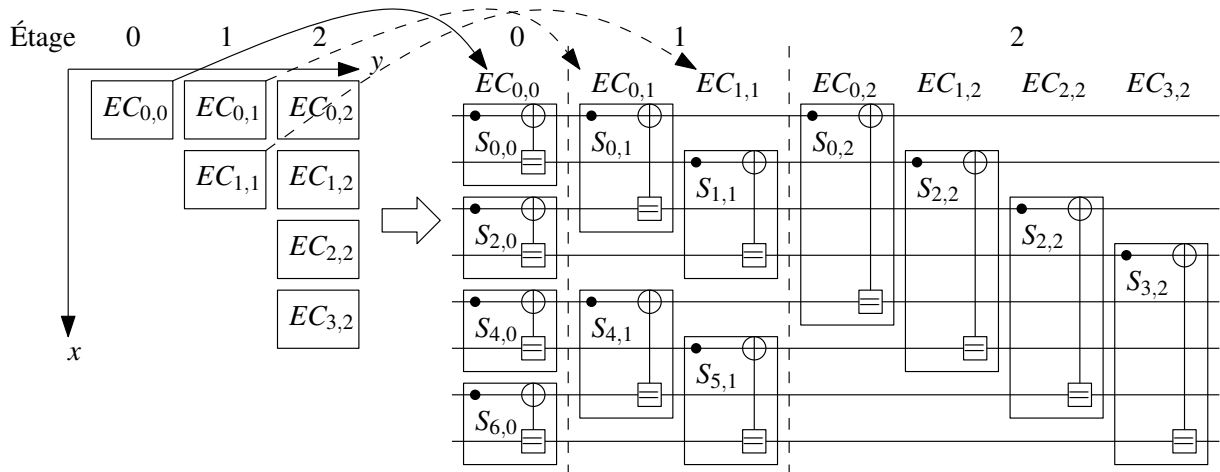 Étage 0 1 2 0 1 2
y
EC0,0 EC0,1 EC0,2
EC1,1 EC1,2
EC2,2
EC3,2
x
EC0,0 EC0,1 EC1,1 EC0,2 EC1,2 EC2,2 EC3,2
S0,0 S0,1 S0,2
S1,1 S2,2
S2,0 S2,2
S3,2
S4,0 S4,1
S5,1
S6,0